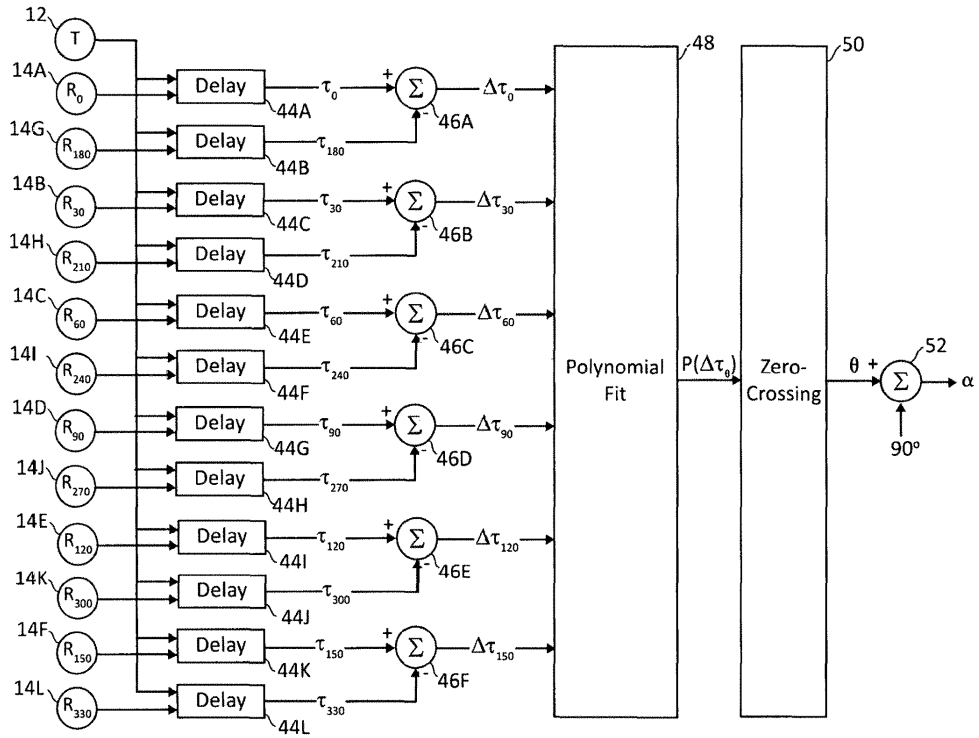 12 T 48 50
14A R0 Delay 44A τ0 + Σ - 46A Δτ0
14G R180 Delay 44B τ180
14B R30 Delay 44C τ30 + Σ - 46B Δτ30
14H R210 Delay 44D τ210
14C R60 Delay 44E τ60 + Σ - 46C Δτ60
14I R240 Delay 44F τ240
Polynomial Fit P(Δτθ) Zero-Crossing θ + Σ 52 α
90°
14D R90 Delay 44G τ90 + Σ - 46D Δτ90
14J R270 Delay 44H τ270
14E R120 Delay 44I τ120 + Σ - 46E Δτ120
14K R300 Delay 44J τ300
14F R150 Delay 44K τ150 + Σ - 46F Δτ150
14L R330 Delay 44L τ330